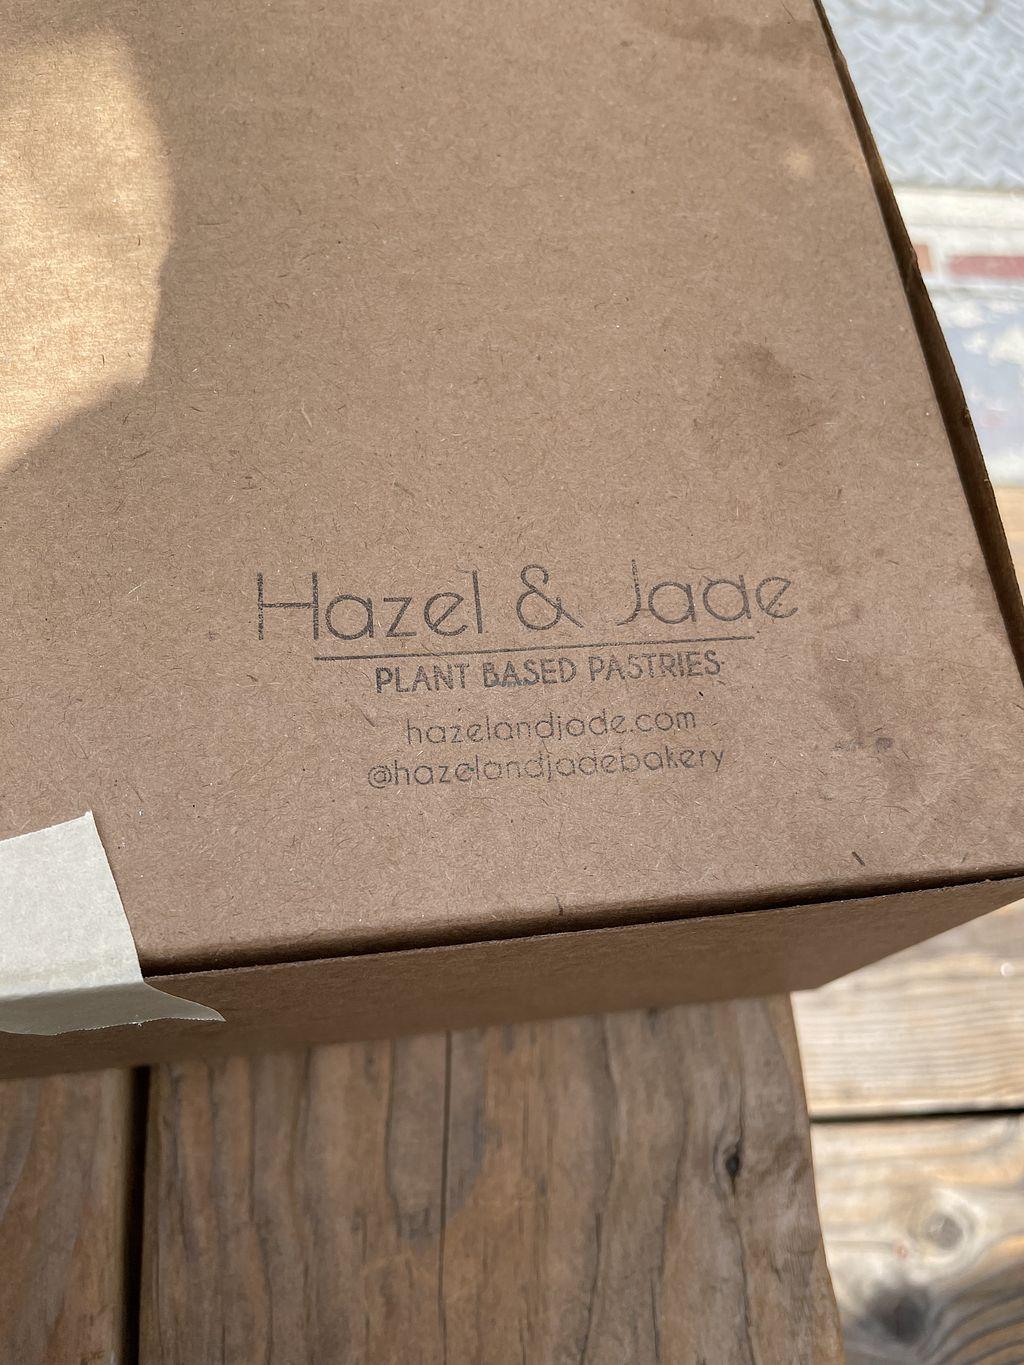 Hazel & Jade
PLANT BASED PASTRIES
hazelandjade.com
@hazelandjadebakery